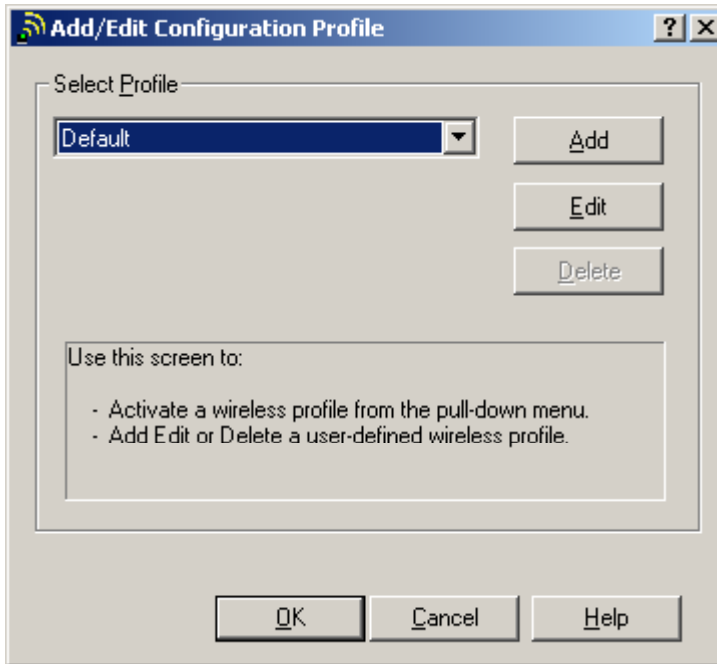 Add/Edit Configuration Profile
Select Profile
Default
Add
Edit
Delete
Use this screen to:
- Activate a wireless profile from the pull-down menu.
- Add Edit or Delete a user-defined wireless profile.
OK Cancel Help